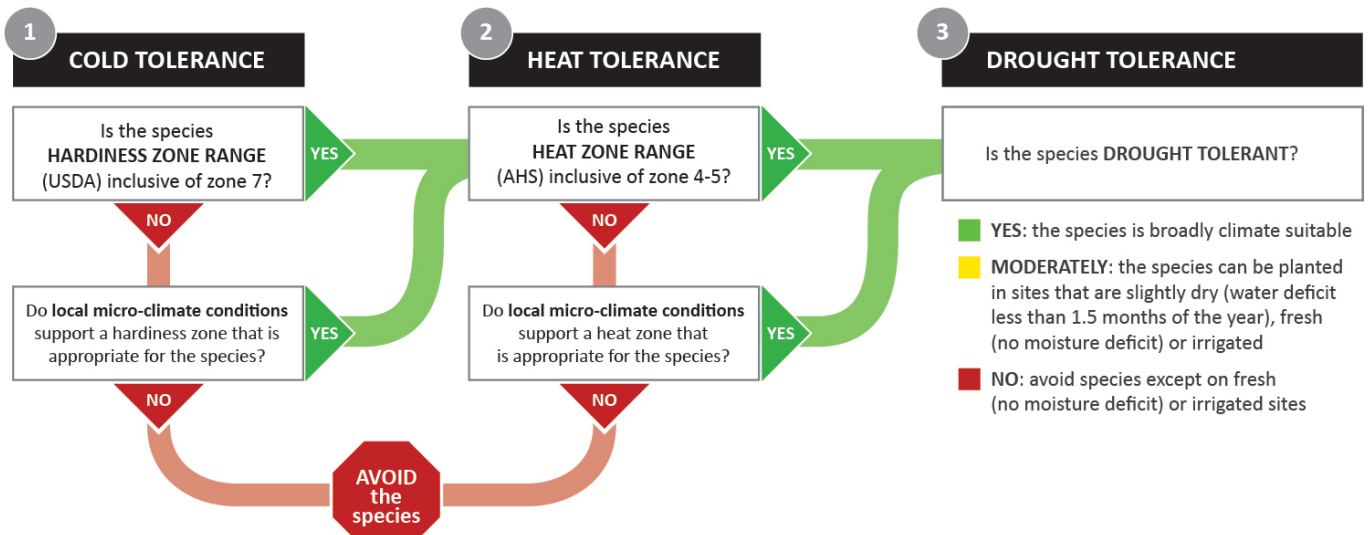 1
COLD TOLERANCE
Is the species
HARDINESS ZONE RANGE
(USDA) inclusive of zone 7?
YES
NO
Do local micro-climate conditions
support a hardiness zone that is
appropriate for the species?
YES
NO
2
HEAT TOLERANCE
Is the species
HEAT ZONE RANGE
(AHS) inclusive of zone 4-5?
YES
NO
Do local micro-climate conditions
support a heat zone that
is appropriate for the species?
YES
NO
AVOID
the
species
3
DROUGHT TOLERANCE
Is the species DROUGHT TOLERANT?
YES: the species is broadly climate suitable
MODERATELY: the species can be planted
in sites that are slightly dry (water deficit
less than 1.5 months of the year), fresh
(no moisture deficit) or irrigated
NO: avoid species except on fresh
(no moisture deficit) or irrigated sites